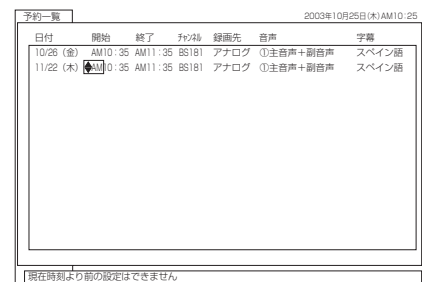 予約一覧 2003年10月25日(木)AM10:25
日付 開始 終了 チャンネル 録画先 音声 字幕
10/26 (金) AM10:35 AM11:35 BS181 アナログ ①主音声＋副音声 スペイン語
11/22 (木) AM10:35 AM11:35 BS181 アナログ ①主音声＋副音声 スペイン語
現在時刻より前の設定はできません